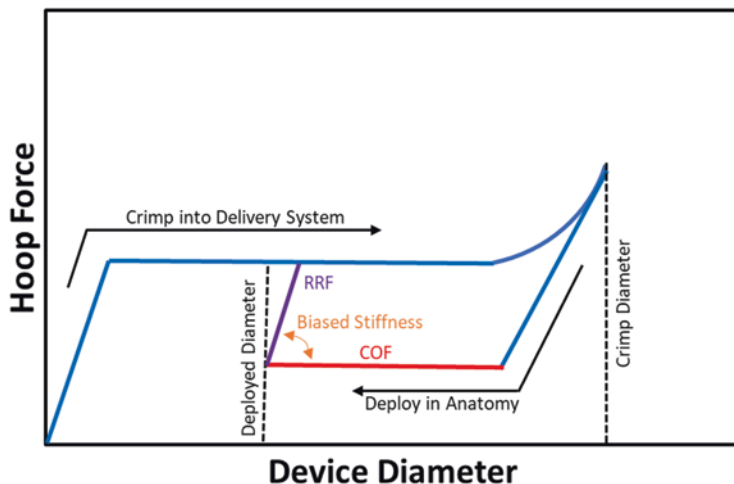 Hoop Force
Crimp into Delivery System
RRF
Biased Stiffness
COF
Deployed Diameter
Deploy in Anatomy
Crimp Diameter
Device Diameter